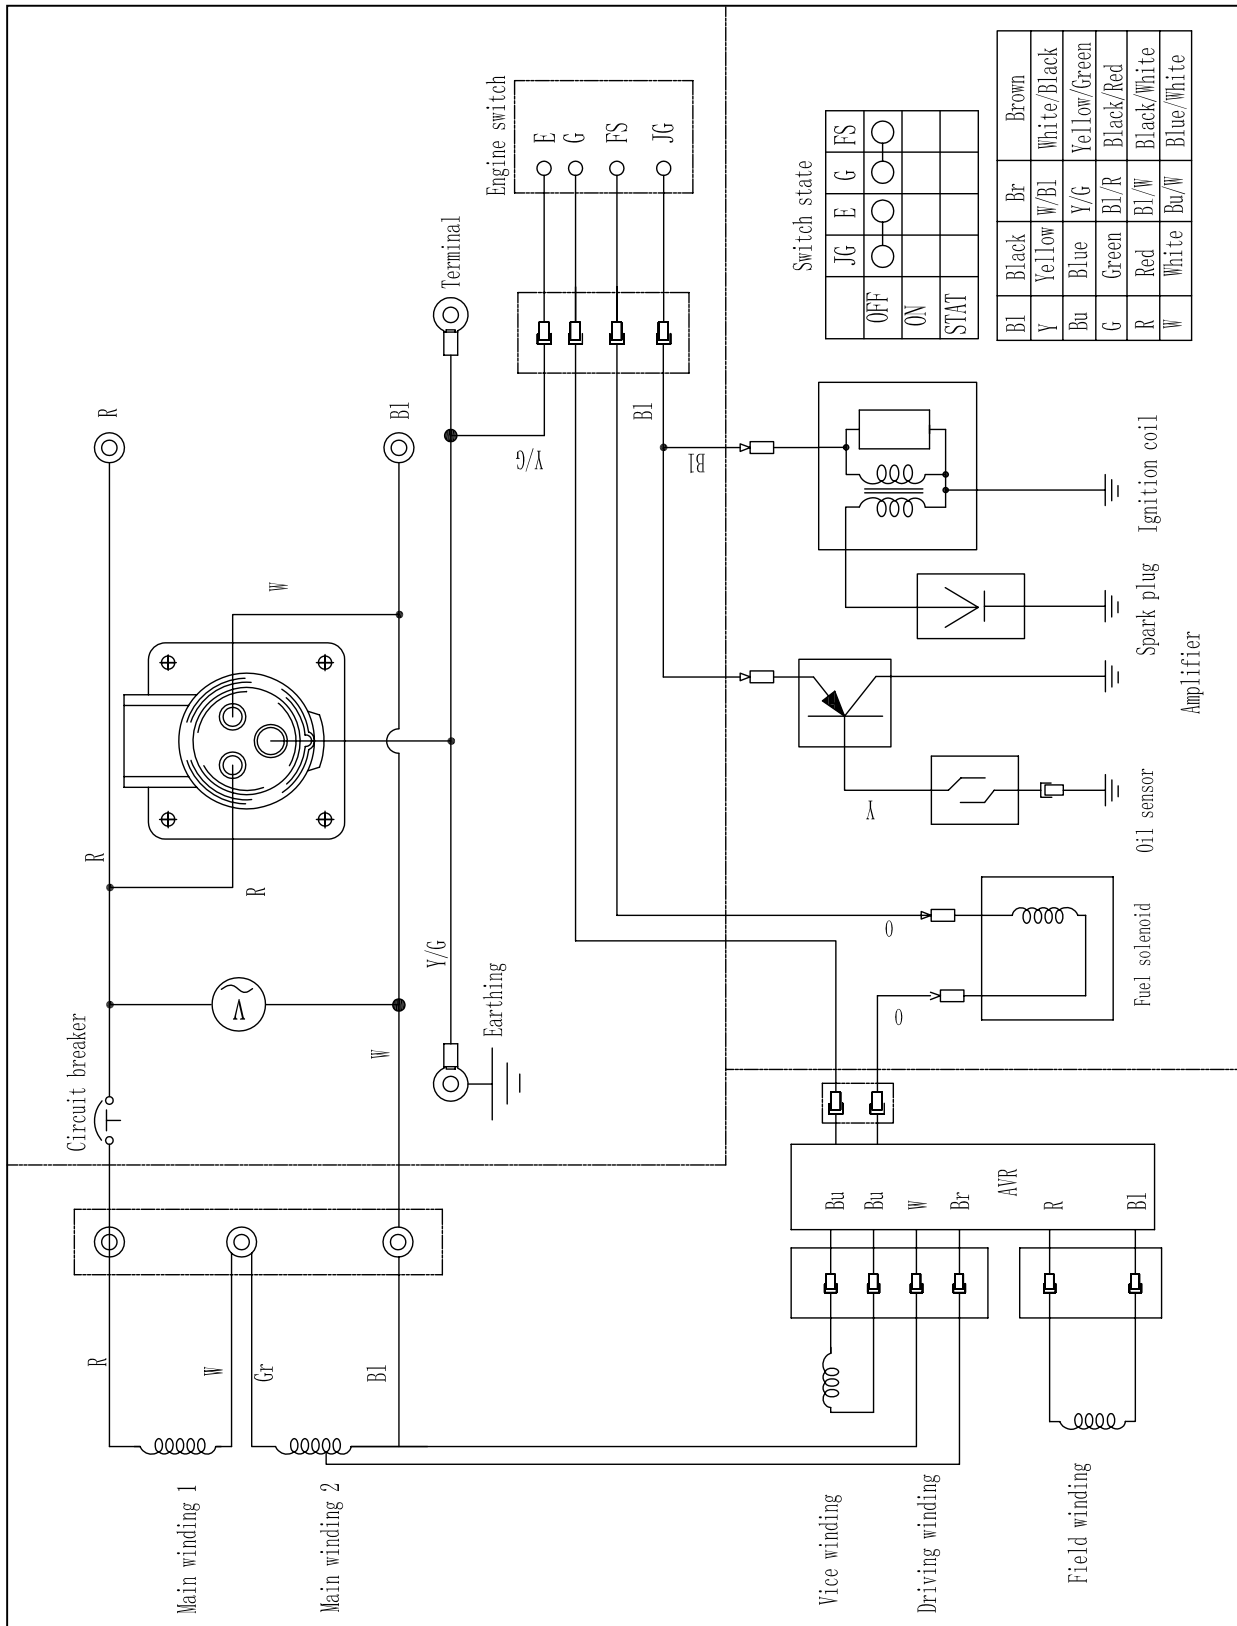 Circuit breaker
R
R
R
Main winding 1
W
V
R
W
Main winding 2
Gr
Bl
W
Bl
Y/G
Terminal
Earthing
Engine switch
Y/G
E
G
FS
Bl
JG
Bl
Switch state
JG E G FS
OFF
ON
STAT
Vice winding
Bu
Bu
W
Br
AVR
R
Bl
Driving winding
Field winding
Y
O
O
Bl Black Br Brown
Y Yellow W/Bl White/Black
Bu Blue Y/G Yellow/Green
G Green Bl/R Black/Red
R Red Bl/W Black/White
W White Bu/W Blue/White
Fuel solenoid
Oil sensor
Spark plug
Ignition coil
Amplifier